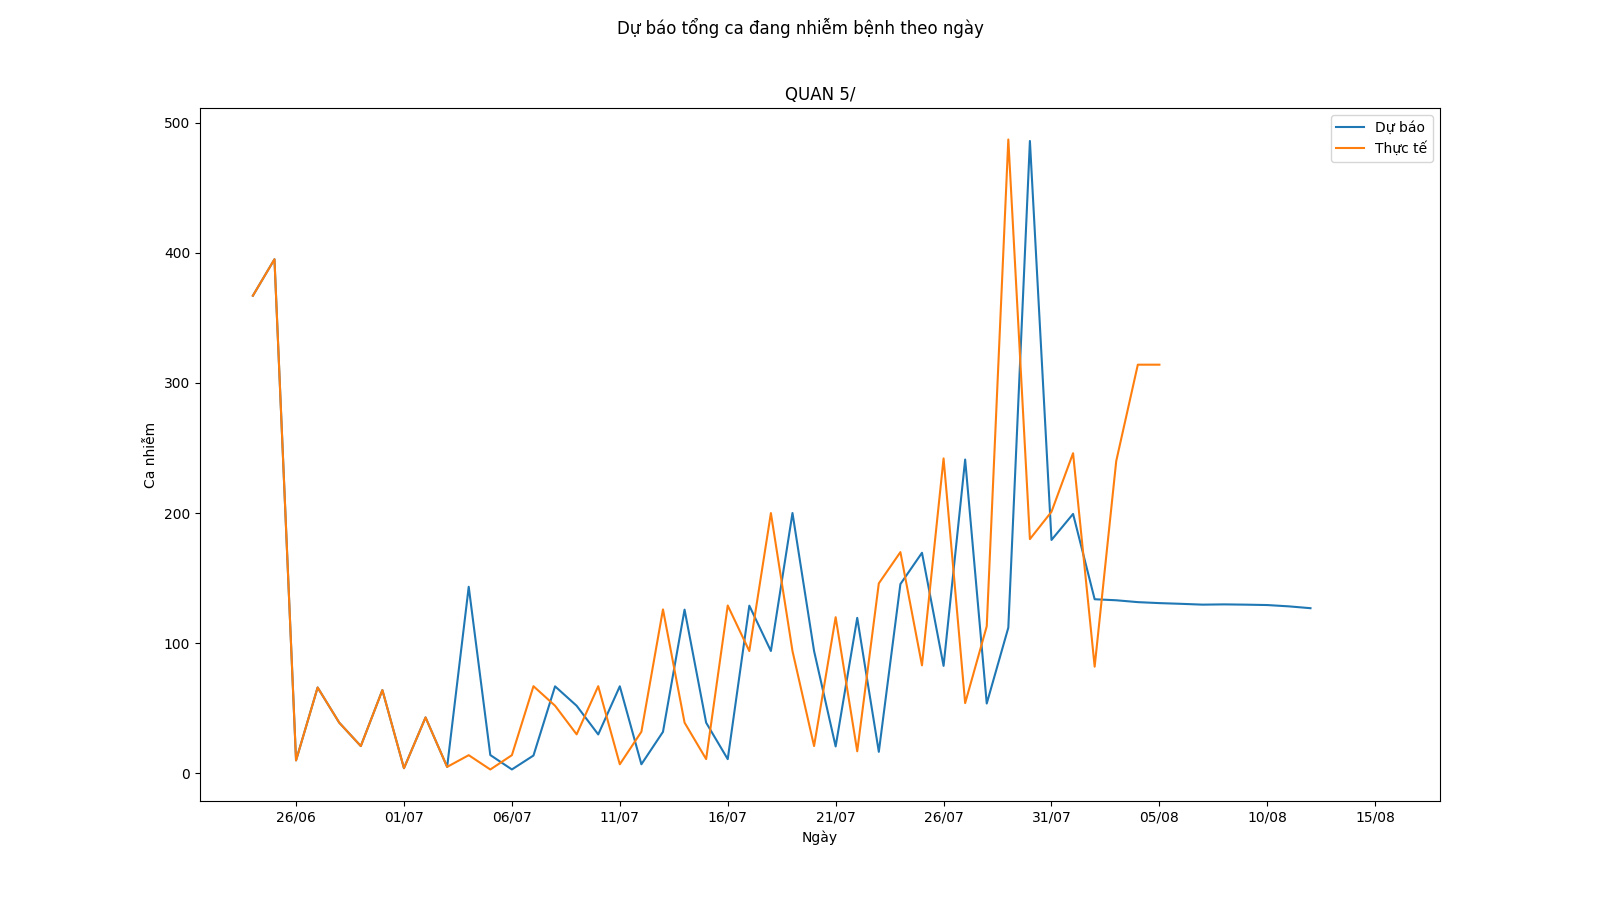 Dự báo tổng ca đang nhiễm bệnh theo ngày
QUAN 5/
Dự báo
Thực tế
500
400
300
200
100
0
Ca nhiễm
26/06 01/07 06/07 11/07 16/07 21/07 26/07 31/07 05/08 10/08 15/08
Ngày